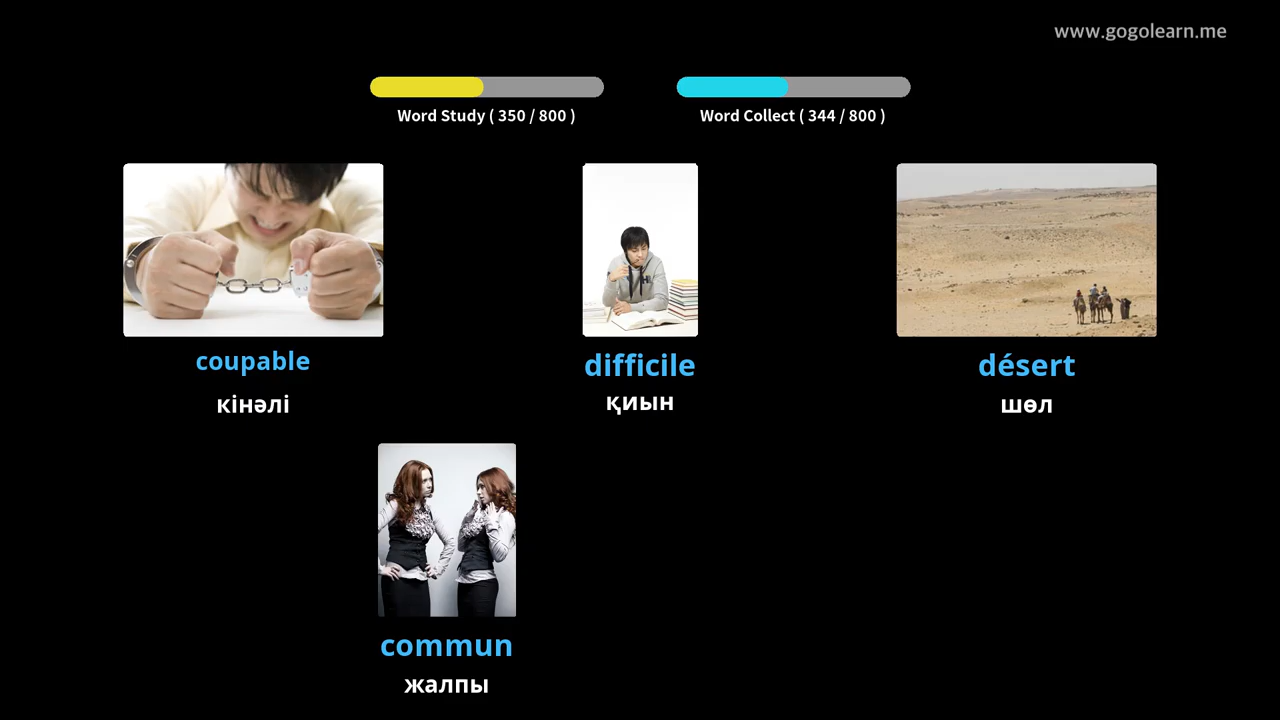 www.gogolearn.me
Word Study ( 350 / 800 )
Word Collect ( 344 / 800 )
coupable
кінәлі
difficile
қиын
désert
шөл
commun
жалпы